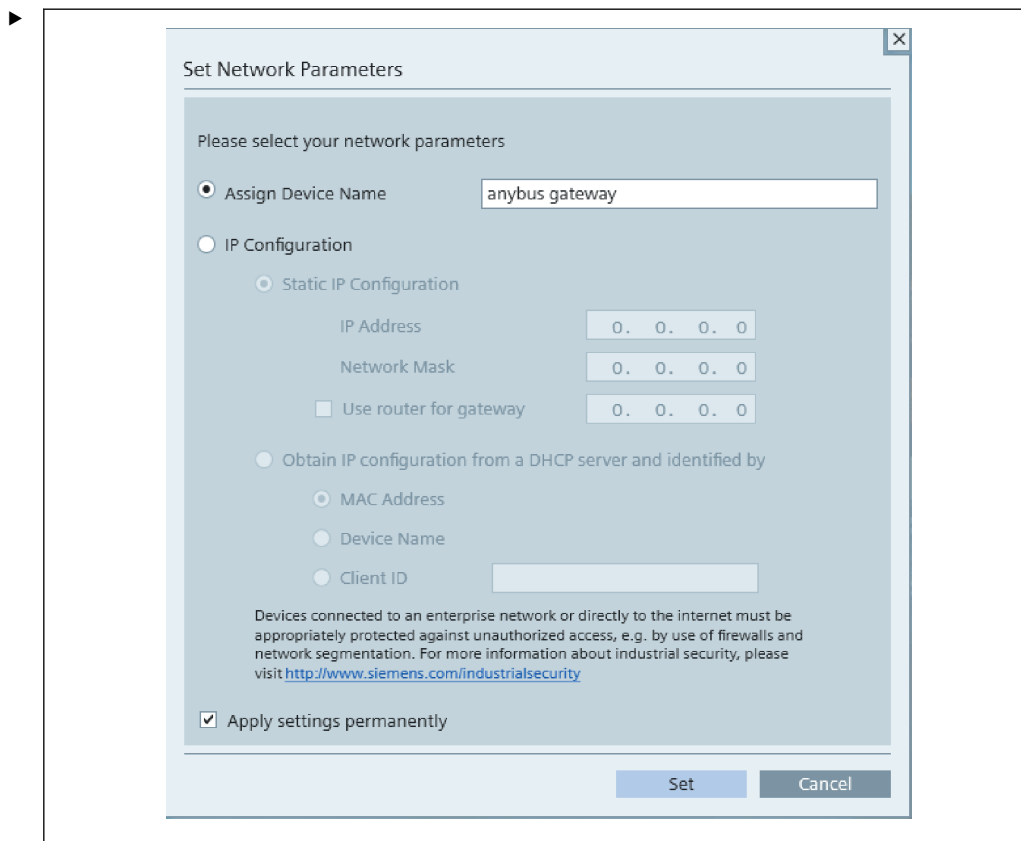 Set Network Parameters
Please select your network parameters
Assign Device Name anybus gateway
IP Configuration
Static IP Configuration
IP Address 0. 0. 0. 0
Network Mask 0. 0. 0. 0
Use router for gateway 0. 0. 0. 0
Obtain IP configuration from a DHCP server and identified by
MAC Address
Device Name
Client ID
Devices connected to an enterprise network or directly to the internet must be
appropriately protected against unauthorized access, e.g. by use of firewalls and
network segmentation. For more information about industrial security, please
visit http://www.siemens.com/industrialsecurity
Apply settings permanently
Set Cancel